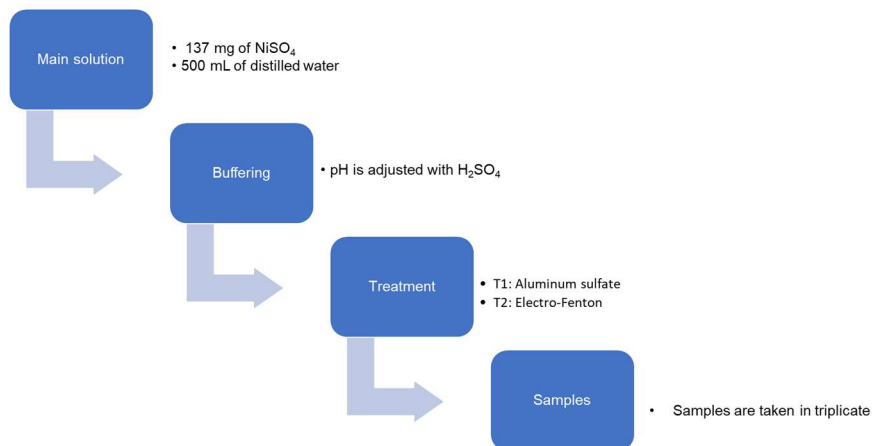 Main solution
• 137 mg of NiSO₄
• 500 mL of distilled water
Buffering
• pH is adjusted with H₂SO₄
Treatment
• T1: Aluminum sulfate
• T2: Electro-Fenton
Samples
• Samples are taken in triplicate